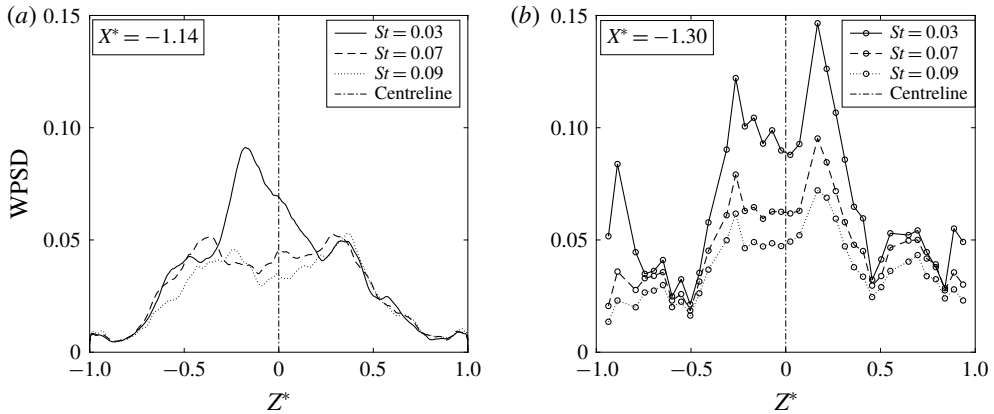 (a) 0.15
X* = −1.14
St = 0.03
St = 0.07
St = 0.09
Centreline
0.10
WPSD
0.05
0
−1.0 −0.5 0 0.5 1.0
Z*
(b) 0.15
X* = −1.30
St = 0.03
St = 0.07
St = 0.09
Centreline
0.10
0.05
0
−1.0 −0.5 0 0.5 1.0
Z*